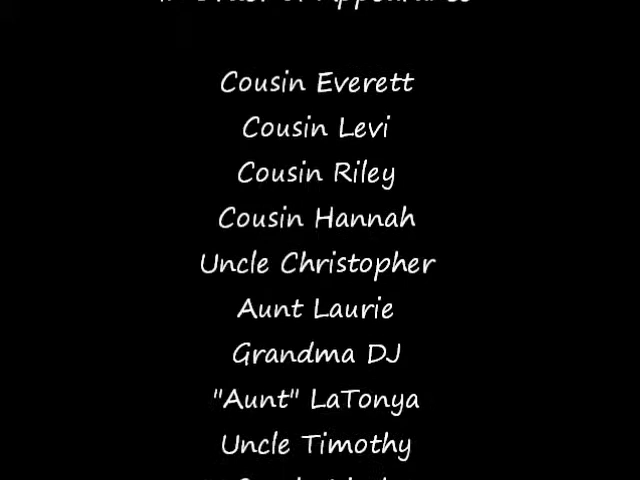 Cousin Everett
Cousin Levi
Cousin Riley
Cousin Hannah
Uncle Christopher
Aunt Laurie
Grandma DJ
"Aunt" LaTonya
Uncle Timothy